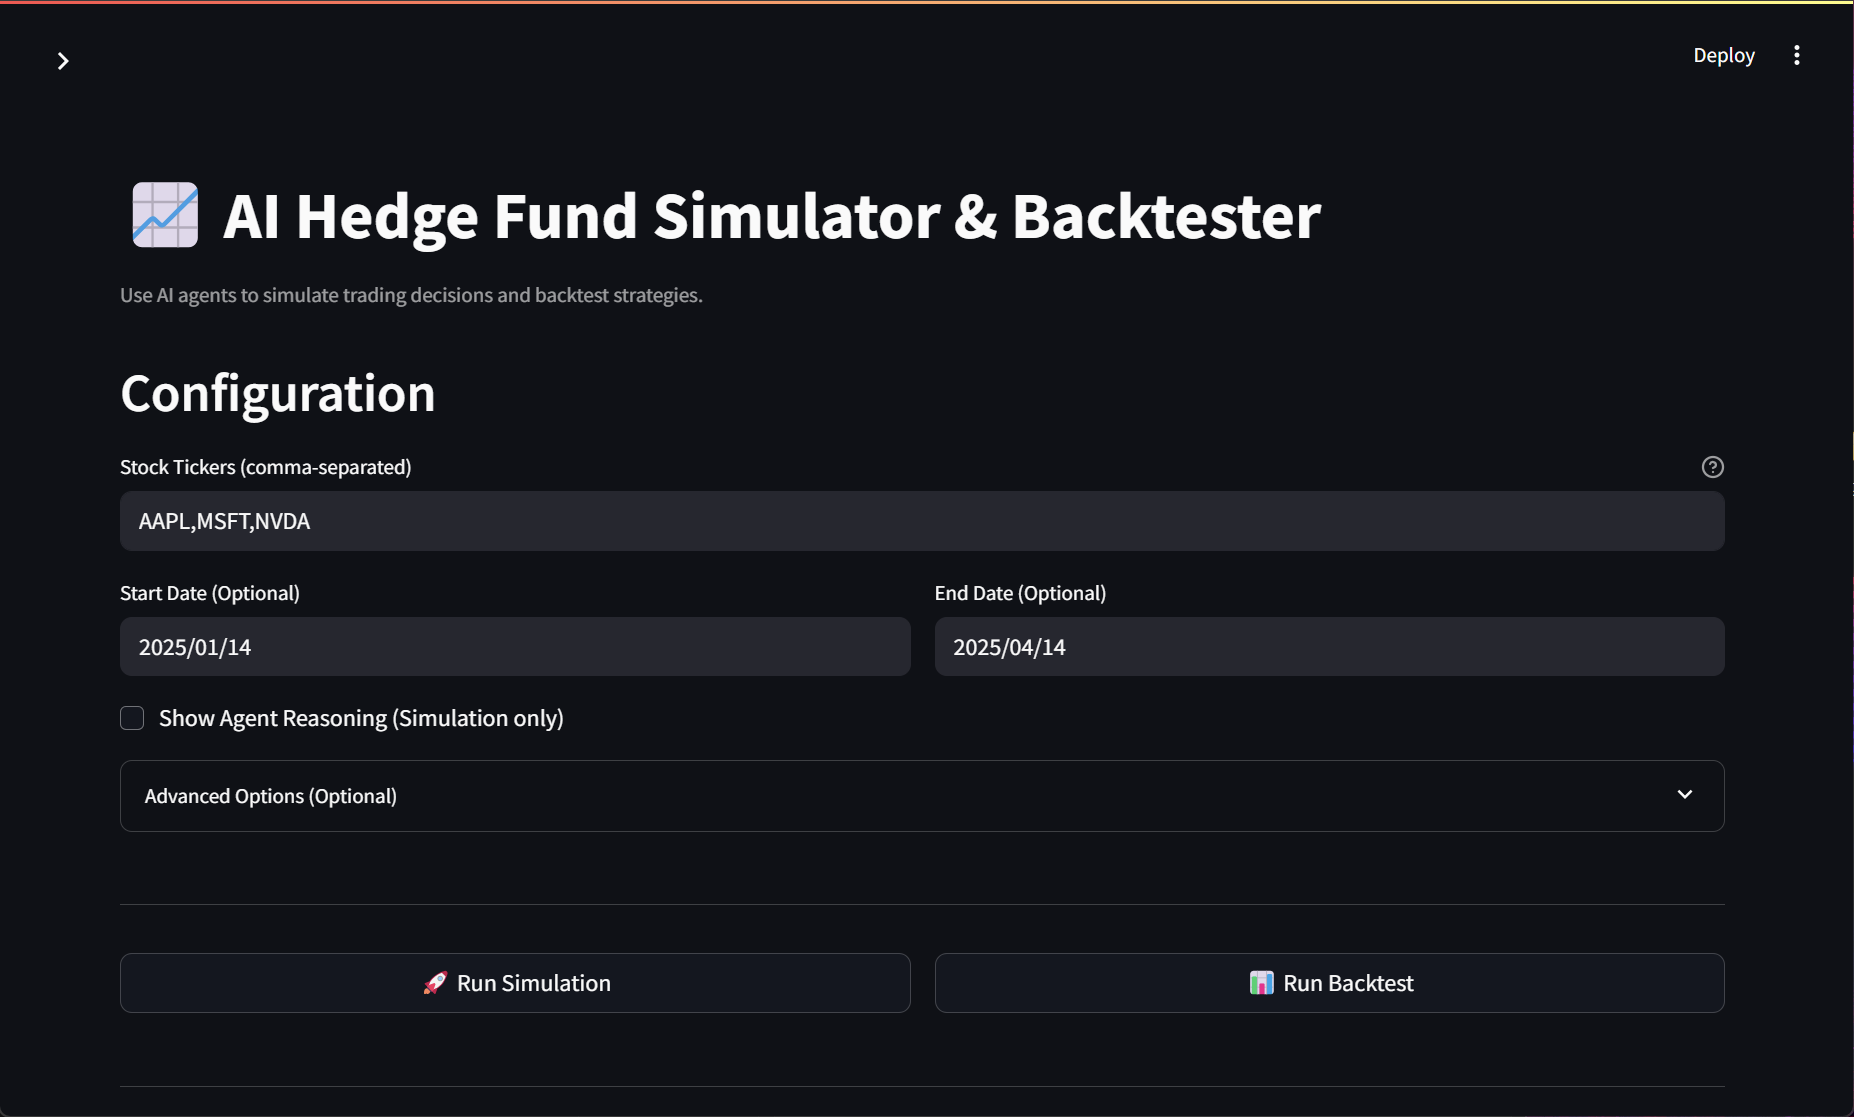 Deploy
AI Hedge Fund Simulator & Backtester
Use AI agents to simulate trading decisions and backtest strategies.
Configuration
Stock Tickers (comma-separated)
AAPL,MSFT,NVDA
Start Date (Optional)
End Date (Optional)
2025/01/14
2025/04/14
Show Agent Reasoning (Simulation only)
Advanced Options (Optional)
Run Simulation
Run Backtest